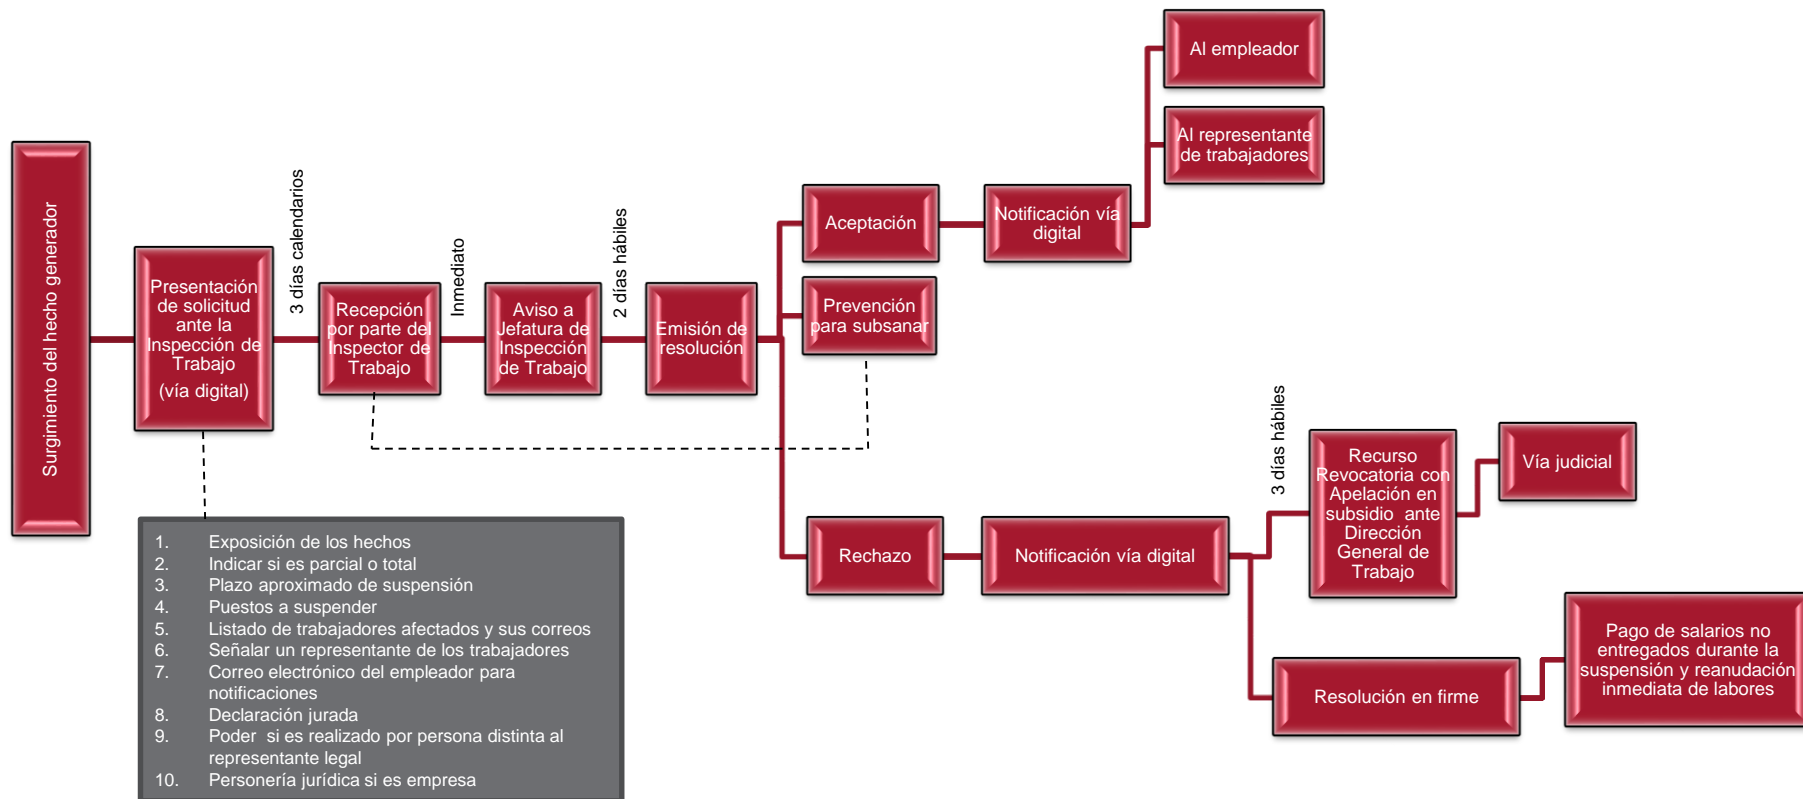 Surgimiento del hecho generador
Presentación
de solicitud
ante la
Inspección de
Trabajo
(vía digital)
3 días calendarios
Recepción
por parte del
Inspector de
Trabajo
Inmediato
Aviso a
Jefatura de
Inspección
de Trabajo
2 días hábiles
Emisión de
resolución
Aceptación
Notificación vía
digital
Al empleador
Al representante
de trabajadores
Prevención
para subsanar
Rechazo
Notificación vía digital
3 días hábiles
Recurso
Revocatoria con
Apelación en
subsidio ante
Dirección
General de
Trabajo
Vía judicial
Resolución en firme
Pago de salarios no
entregados durante la
suspensión y reanudación
inmediata de labores
1. Exposición de los hechos
2. Indicar si es parcial o total
3. Plazo aproximado de suspensión
4. Puestos a suspender
5. Listado de trabajadores afectados y sus correos
6. Señalar un representante de los trabajadores
7. Correo electrónico del empleador para
notificaciones
8. Declaración jurada
9. Poder si es realizado por persona distinta al
representante legal
10. Personería jurídica si es empresa